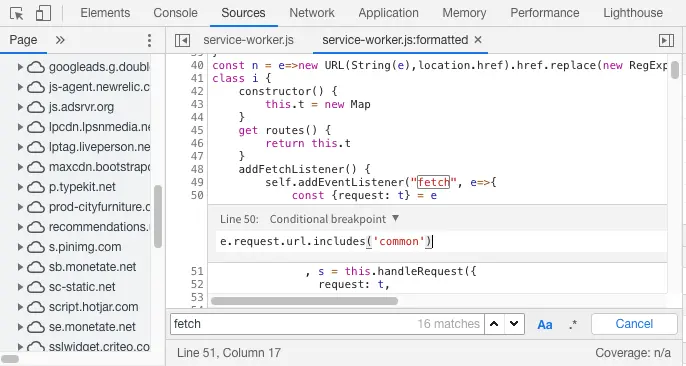 Elements Console Sources Network Application Memory Performance Lighthouse
Page service-worker.js service-worker.js:formatted
googleads.g.doubl
js-agent.newrelic.c
js.adsrvr.org
lpcdn.lpsnmedia.ne
lptag.liveperson.ne
maxcdn.bootstrapc
p.typekit.net
prod-cityfurniture.c
recommendations.
s.pinimg.com
sb.monetate.net
sc-static.net
script.hotjar.com
se.monetate.net
sslwidget.criteo.co
40 const n = e=>new URL(String(e),location.href).href.replace(new RegExp
41 class i {
42 constructor() {
43 this.t = new Map
44 }
45 get routes() {
46 return this.t
47 }
48 addFetchListener() {
49 self.addEventListener("fetch", e=>{
50 const {request: t} = e
Line 50: Conditional breakpoint ▼
e.request.url.includes('common')
51 , s = this.handleRequest({
52 request: t,
53
fetch 16 matches Aa .* Cancel
Line 51, Column 17 Coverage: n/a